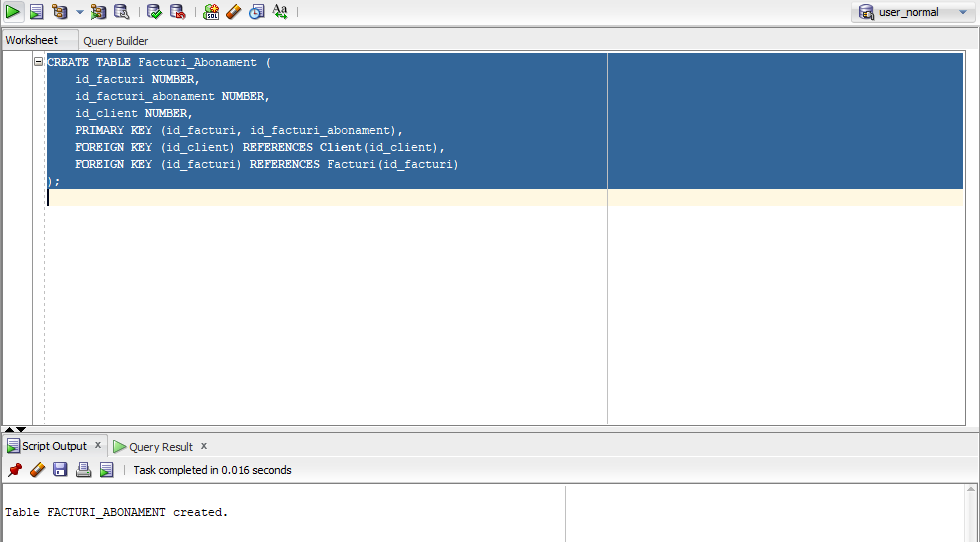 SQL
Aa
user_normal
Worksheet
Query Builder
CREATE TABLE Facturi_Abonament (
id_facturi NUMBER,
id_facturi_abonament NUMBER,
id_client NUMBER,
PRIMARY KEY (id_facturi, id_facturi_abonament),
FOREIGN KEY (id_client) REFERENCES Client(id_client),
FOREIGN KEY (id_facturi) REFERENCES Facturi(id_facturi)
);
Script Output x
Query Result x
Task completed in 0.016 seconds
Table FACTURI_ABONAMENT created.